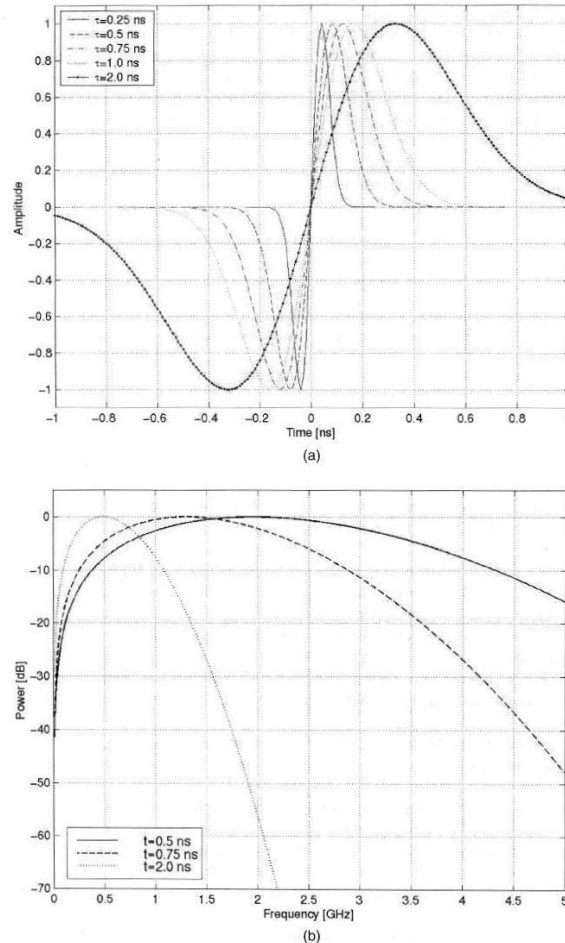 τ=0.25 ns
τ=0.5 ns
τ=0.75 ns
τ=1.0 ns
τ=2.0 ns
1
0.8
0.6
0.4
0.2
0
−0.2
−0.4
−0.6
−0.8
−1
Amplitude
−1 −0.8 −0.6 −0.4 −0.2 0 0.2 0.4 0.6 0.8
Time [ns]
(a)
0
−10
−20
−30
−40
−50
−60
−70
Power [dB]
t=0.5 ns
t=0.75 ns
t=2.0 ns
0 0.5 1 1.5 2 2.5 3 3.5 4 4.5 5
Frequency [GHz]
(b)